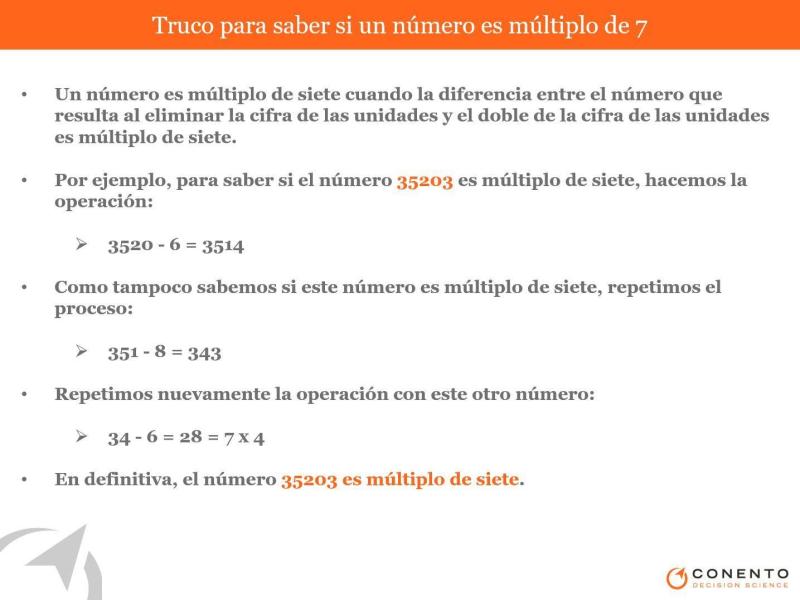 Truco para saber si un número es múltiplo de 7
• Un número es múltiplo de siete cuando la diferencia entre el número que
resulta al eliminar la cifra de las unidades y el doble de la cifra de las unidades
es múltiplo de siete.
• Por ejemplo, para saber si el número 35203 es múltiplo de siete, hacemos la
operación:
➢ 3520 - 6 = 3514
• Como tampoco sabemos si este número es múltiplo de siete, repetimos el
proceso:
➢ 351 - 8 = 343
• Repetimos nuevamente la operación con este otro número:
➢ 34 - 6 = 28 = 7 x 4
• En definitiva, el número 35203 es múltiplo de siete.
CONENTO
DECISION SCIENCE